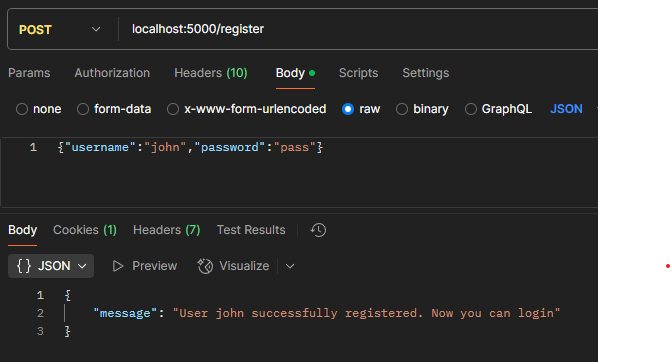 POST localhost:5000/register
Params Authorization Headers (10) Body Scripts Settings
none form-data x-www-form-urlencoded raw binary GraphQL JSON
1 {"username":"john","password":"pass"}
Body Cookies (1) Headers (7) Test Results
{} JSON Preview Visualize
1 {
2 "message": "User john successfully registered. Now you can login"
3 }